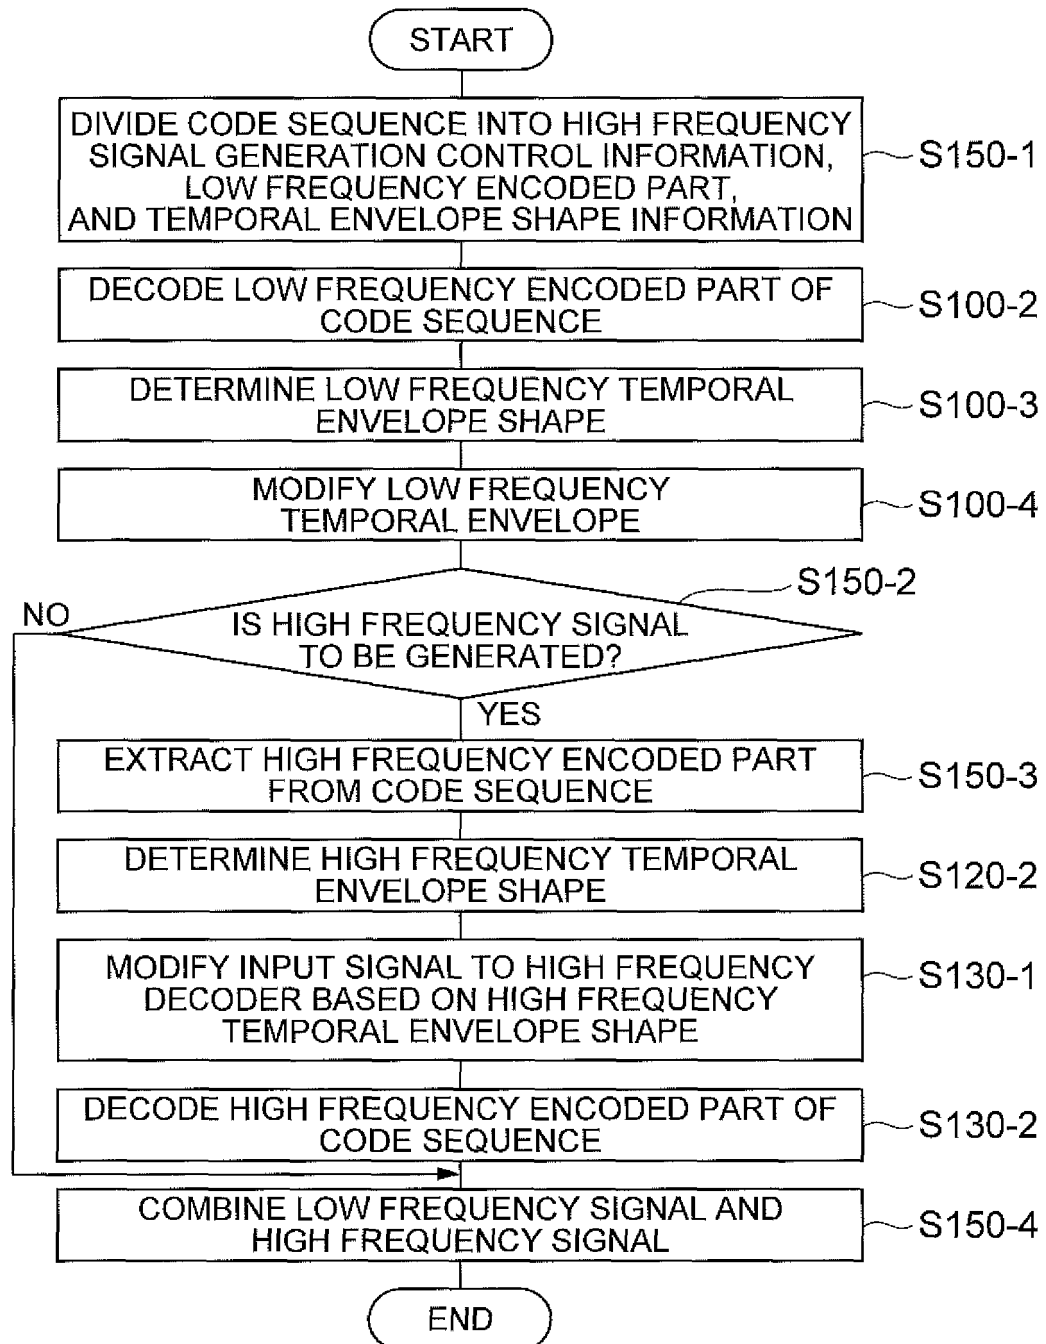 START
DIVIDE CODE SEQUENCE INTO HIGH FREQUENCY
SIGNAL GENERATION CONTROL INFORMATION,
LOW FREQUENCY ENCODED PART,
AND TEMPORAL ENVELOPE SHAPE INFORMATION
S150-1
DECODE LOW FREQUENCY ENCODED PART OF
CODE SEQUENCE
S100-2
DETERMINE LOW FREQUENCY TEMPORAL
ENVELOPE SHAPE
S100-3
MODIFY LOW FREQUENCY
TEMPORAL ENVELOPE
S100-4
S150-2
NO
IS HIGH FREQUENCY SIGNAL
TO BE GENERATED?
YES
EXTRACT HIGH FREQUENCY ENCODED PART
FROM CODE SEQUENCE
S150-3
DETERMINE HIGH FREQUENCY TEMPORAL
ENVELOPE SHAPE
S120-2
MODIFY INPUT SIGNAL TO HIGH FREQUENCY
DECODER BASED ON HIGH FREQUENCY
TEMPORAL ENVELOPE SHAPE
S130-1
DECODE HIGH FREQUENCY ENCODED PART OF
CODE SEQUENCE
S130-2
COMBINE LOW FREQUENCY SIGNAL AND
HIGH FREQUENCY SIGNAL
S150-4
END